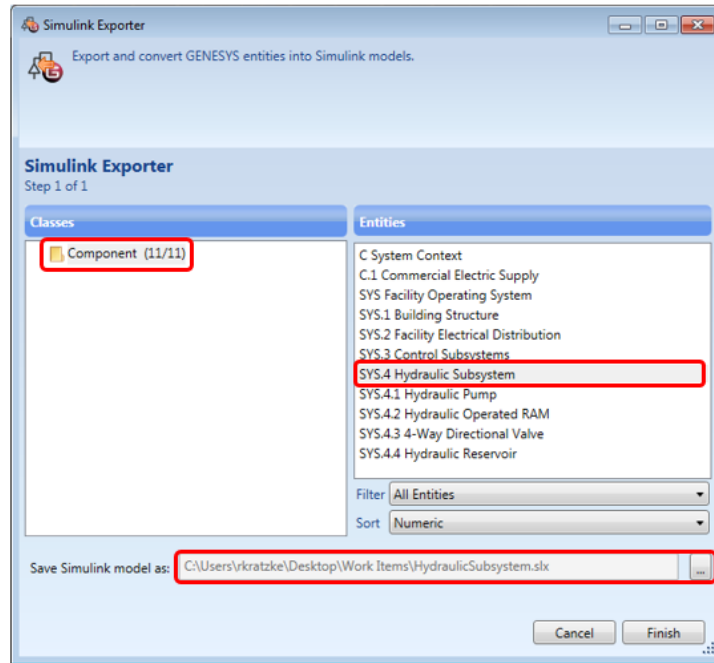 Simulink Exporter
Export and convert GENESYS entities into Simulink models.
Simulink Exporter
Step 1 of 1
Classes
Component (11/11)
Entities
C System Context
C.1 Commercial Electric Supply
SYS Facility Operating System
SYS.1 Building Structure
SYS.2 Facility Electrical Distribution
SYS.3 Control Subsystems
SYS.4 Hydraulic Subsystem
SYS.4.1 Hydraulic Pump
SYS.4.2 Hydraulic Operated RAM
SYS.4.3 4-Way Directional Valve
SYS.4.4 Hydraulic Reservoir
Filter All Entities
Sort Numeric
Save Simulink model as: C:\Users\rkratzke\Desktop\Work Items\HydraulicSubsystem.slx ...
Cancel Finish